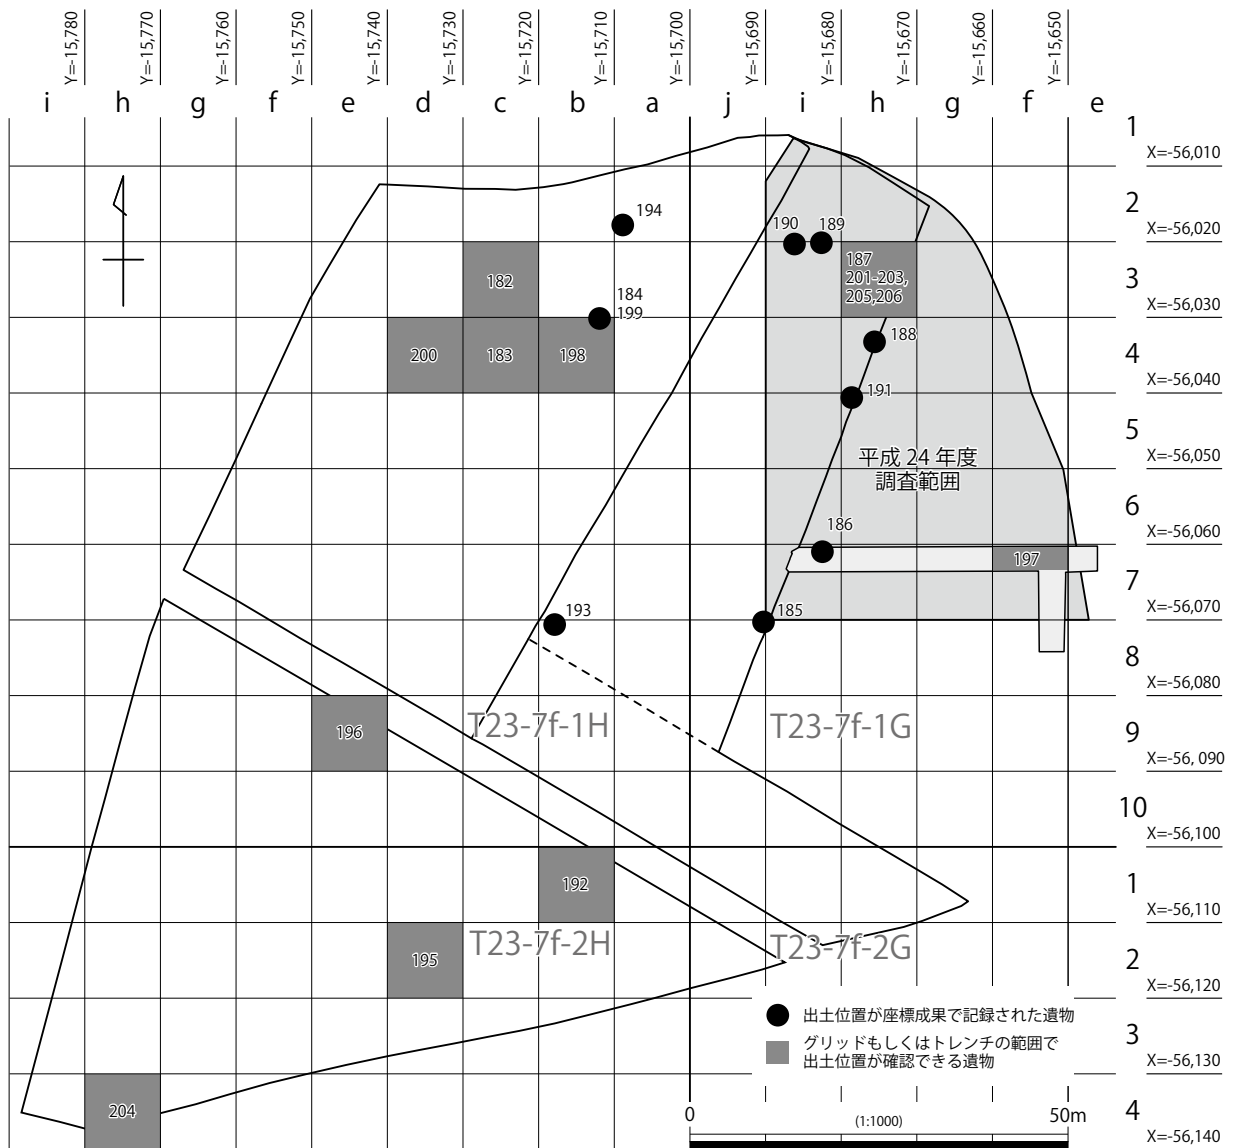 Y=-15,780
Y=-15,770
Y=-15,760
Y=-15,750
Y=-15,740
Y=-15,730
Y=-15,720
Y=-15,710
Y=-15,700
Y=-15,690
Y=-15,680
Y=-15,670
Y=-15,660
Y=-15,650
i h g f e d c b a j i h g f e
1
X=-56,010
2
X=-56,020
194
190
189
3
X=-56,030
182
187
201-203,
205,206
184
199
4
X=-56,040
200
183
198
188
191
5
X=-56,050
平成 24 年度
調査範囲
6
X=-56,060
186
197
7
X=-56,070
193
185
8
X=-56,080
T23-7f-1H
T23-7f-1G
196
9
X=-56, 090
10
X=-56,100
192
1
X=-56,110
T23-7f-2H
T23-7f-2G
195
2
X=-56,120
出土位置が座標成果で記録された遺物
グリッドもしくはトレンチの範囲で
出土位置が確認できる遺物
3
X=-56,130
204
0
(1:1000)
50m
4
X=-56,140